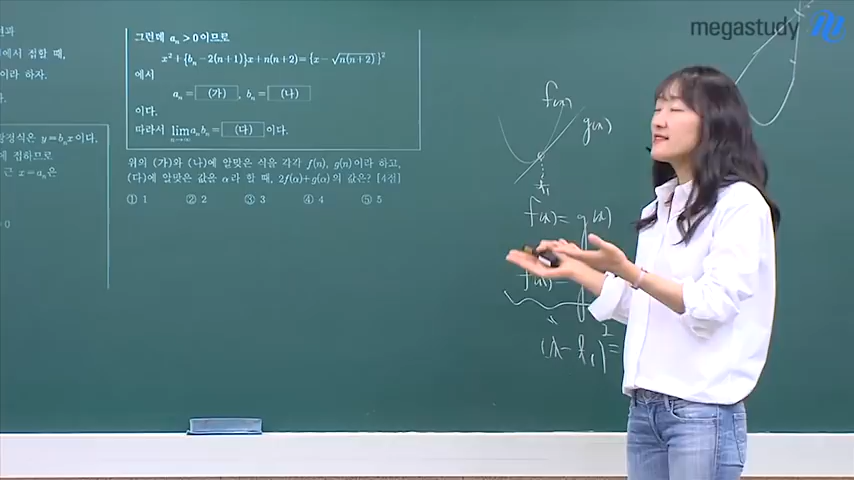 megastudy
에서 접할 때,
이라 하자.
할정식은 y=bₙx이다.
에 접하므로
근 x=aₙ은
그런데 aₙ>0이므로
x²+{bₙ-2(n+1)}x+n(n+2)={x-√n(n+2)}²
에서
aₙ= (가) , bₙ= (나)
이다.
따라서 lim n→∞ aₙbₙ= (다) 이다.
위의 (가)와 (나)에 알맞은 식을 각각 f(n), g(n)이라 하고,
(다)에 알맞은 값을 α라 할 때, 2f(α)+g(α)의 값은? [4점]
① 1 ② 2 ③ 3 ④ 4 ⑤ 5
f(x)
g(x)
f(x)= g(x)